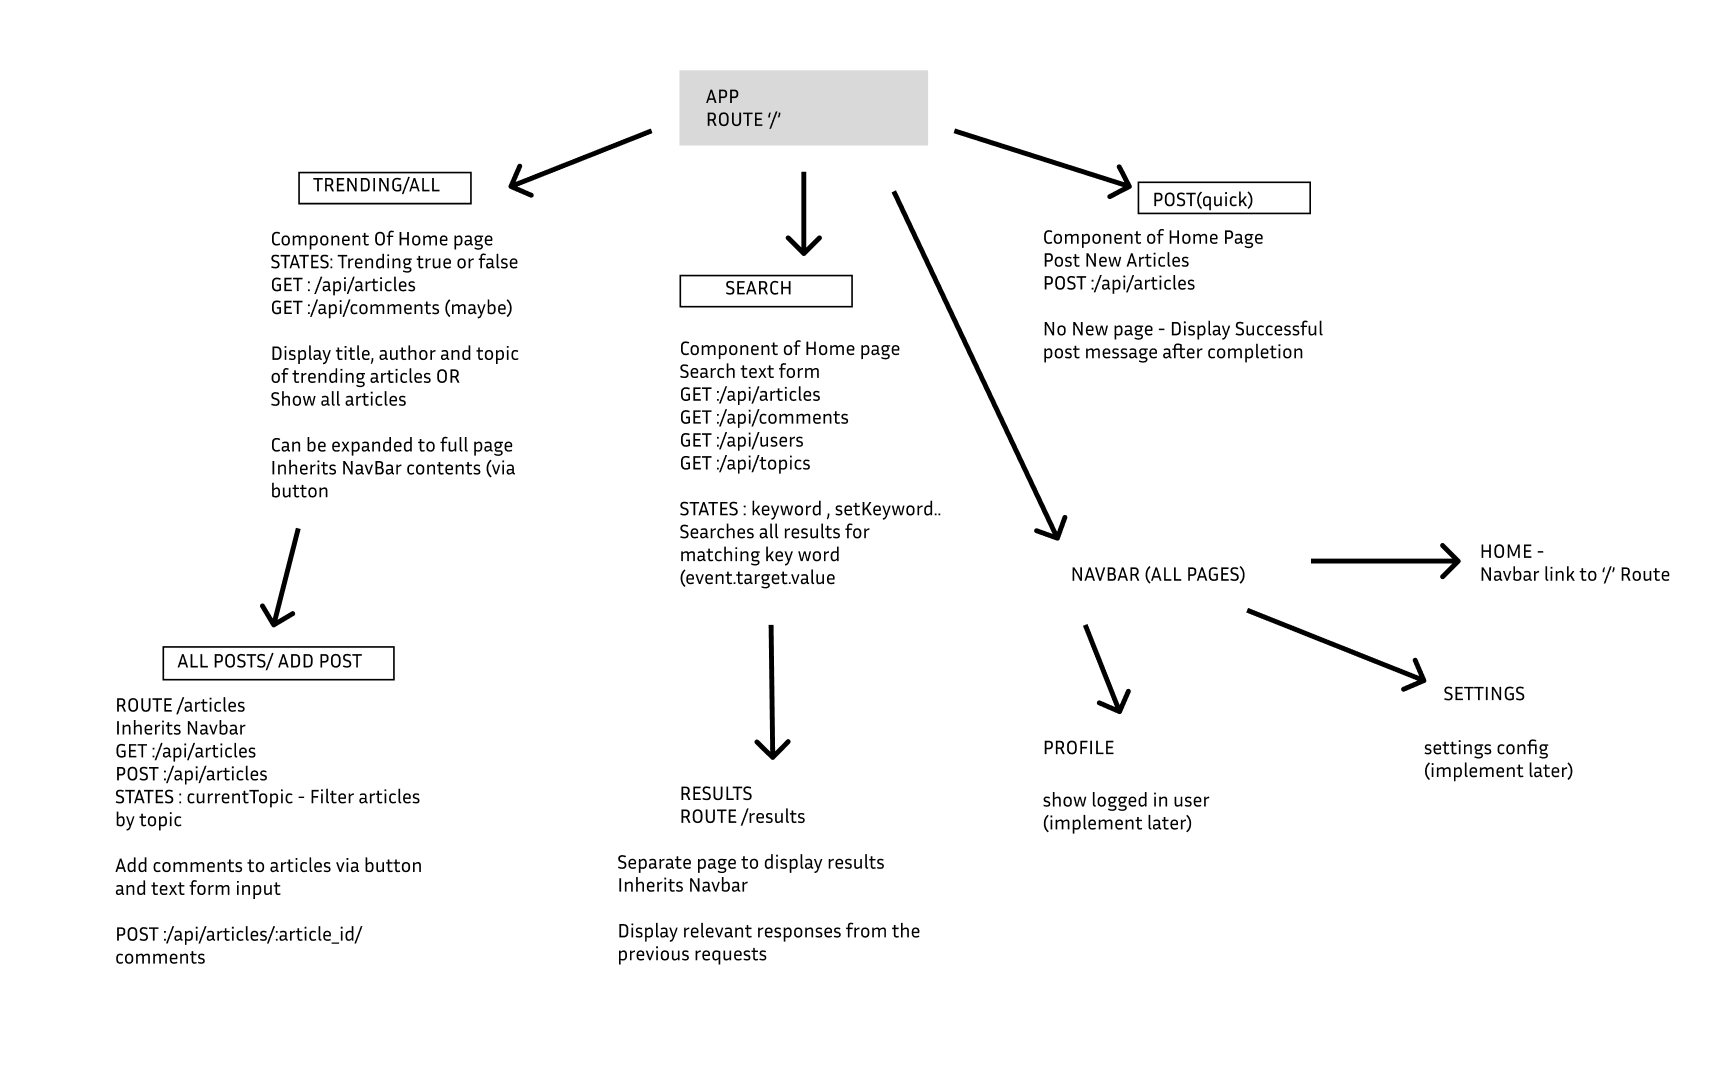 APP
ROUTE ‘/’
TRENDING/ALL
Component Of Home page
STATES: Trending true or false
GET : /api/articles
GET :/api/comments (maybe)
Display title, author and topic
of trending articles OR
Show all articles
Can be expanded to full page
Inherits NavBar contents (via
button
ALL POSTS/ ADD POST
ROUTE /articles
Inherits Navbar
GET :/api/articles
POST :/api/articles
STATES : currentTopic - Filter articles
by topic
Add comments to articles via button
and text form input
POST :/api/articles/:article_id/
comments
SEARCH
Component of Home page
Search text form
GET :/api/articles
GET :/api/comments
GET :/api/users
GET :/api/topics
STATES : keyword , setKeyword..
Searches all results for
matching key word
(event.target.value
RESULTS
ROUTE /results
Separate page to display results
Inherits Navbar
Display relevant responses from the
previous requests
POST(quick)
Component of Home Page
Post New Articles
POST :/api/articles
No New page - Display Successful
post message after completion
NAVBAR (ALL PAGES)
HOME -
Navbar link to ‘/’ Route
SETTINGS
settings config
(implement later)
PROFILE
show logged in user
(implement later)